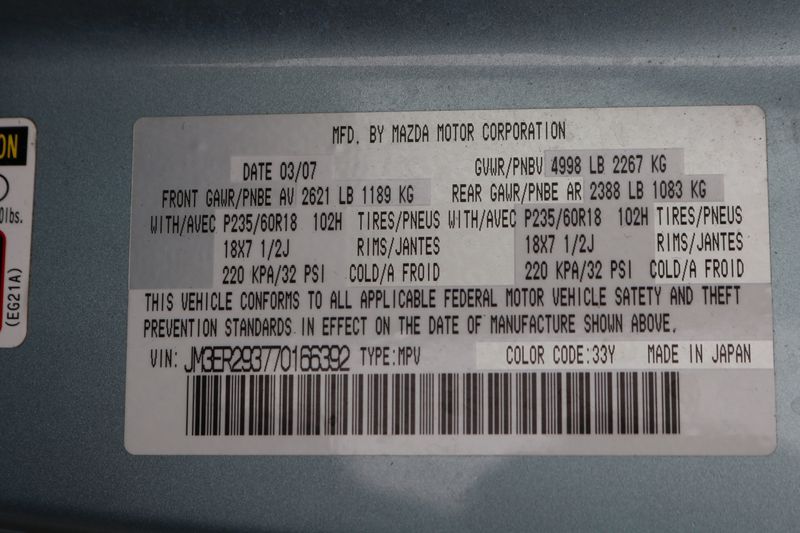 MFD. BY MAZDA MOTOR CORPORATION
DATE 03/07 GVWR/PNBV 4998 LB 2267 KG
FRONT GAWR/PNBE AV 2621 LB 1189 KG REAR GAWR/PNBE AR 2388 LB 1083 KG
WITH/AVEC P235/60R18 102H TIRES/PNEUS WITH/AVEC P235/60R18 102H TIRES/PNEUS
18X7 1/2J RIMS/JANTES 18X7 1/2J RIMS/JANTES
220 KPA/32 PSI COLD/A FROID 220 KPA/32 PSI COLD/A FROID
THIS VEHICLE CONFORMS TO ALL APPLICABLE FEDERAL MOTOR VEHICLE SAFETY AND THEFT
PREVENTION STANDARDS IN EFFECT ON THE DATE OF MANUFACTURE SHOWN ABOVE.
VIN: JM3ER293770166392 TYPE:MPV COLOR CODE:33Y MADE IN JAPAN
ON
0lbs.
(EG21A)